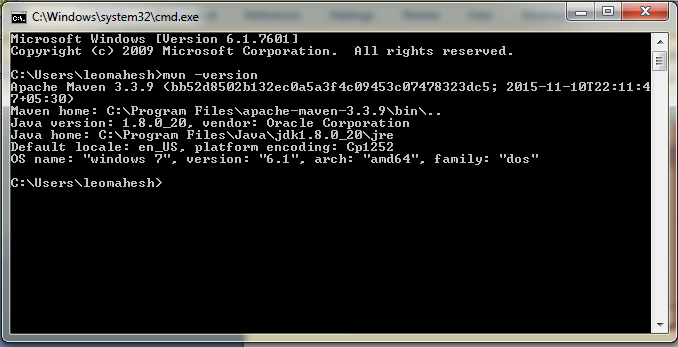 C:\Windows\system32\cmd.exe
Microsoft Windows [Version 6.1.7601]
Copyright (c) 2009 Microsoft Corporation.  All rights reserved.
C:\Users\leomahesh>mvn -version
Apache Maven 3.3.9 (bb52d8502b132ec0a5a3f4c09453c07478323dc5; 2015-11-10T22:11:4
7+05:30)
Maven home: C:\Program Files\apache-maven-3.3.9\bin\..
Java version: 1.8.0_20, vendor: Oracle Corporation
Java home: C:\Program Files\Java\jdk1.8.0_20\jre
Default locale: en_US, platform encoding: Cp1252
OS name: "windows 7", version: "6.1", arch: "amd64", family: "dos"
C:\Users\leomahesh>